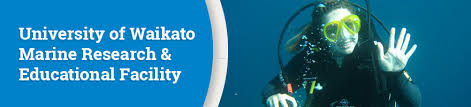 University of Waikato
Marine Research &
Educational Facility